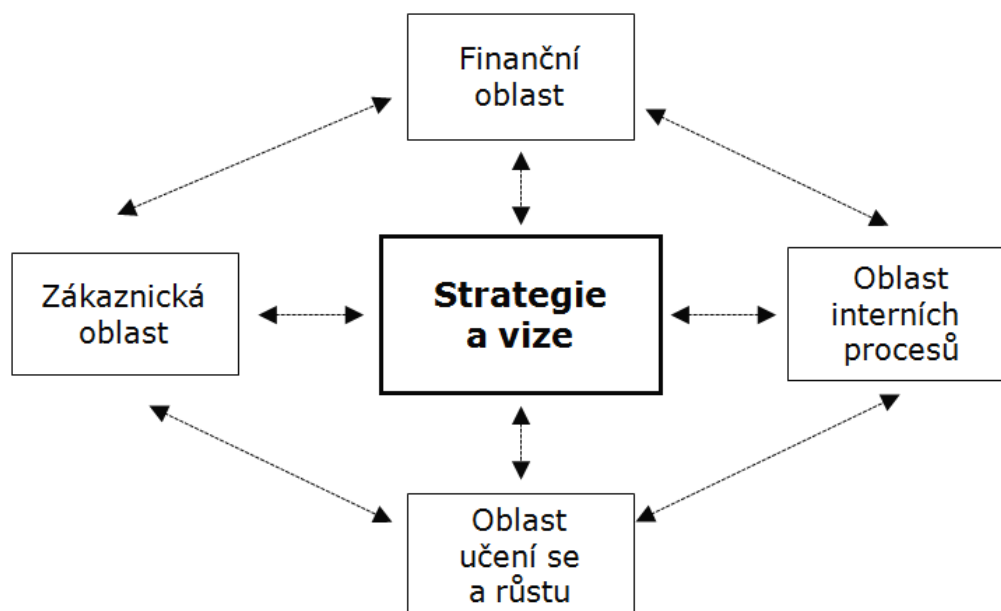 Finanční
oblast
Zákaznická
oblast
Strategie
a vize
Oblast
interních
procesů
Oblast
učení se
a růstu